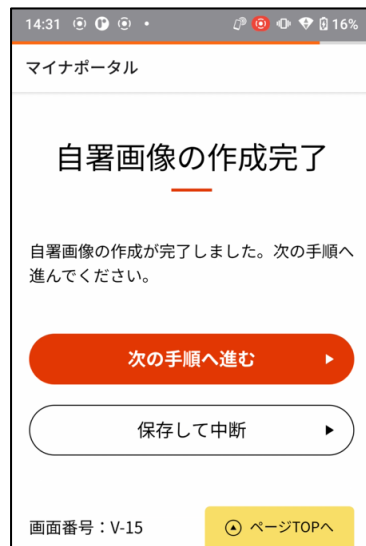 14:31
16%
マイナポータル
自署画像の作成完了
自署画像の作成が完了しました。次の手順へ
進んでください。
次の手順へ進む
保存して中断
画面番号：V-15
ページTOPへ